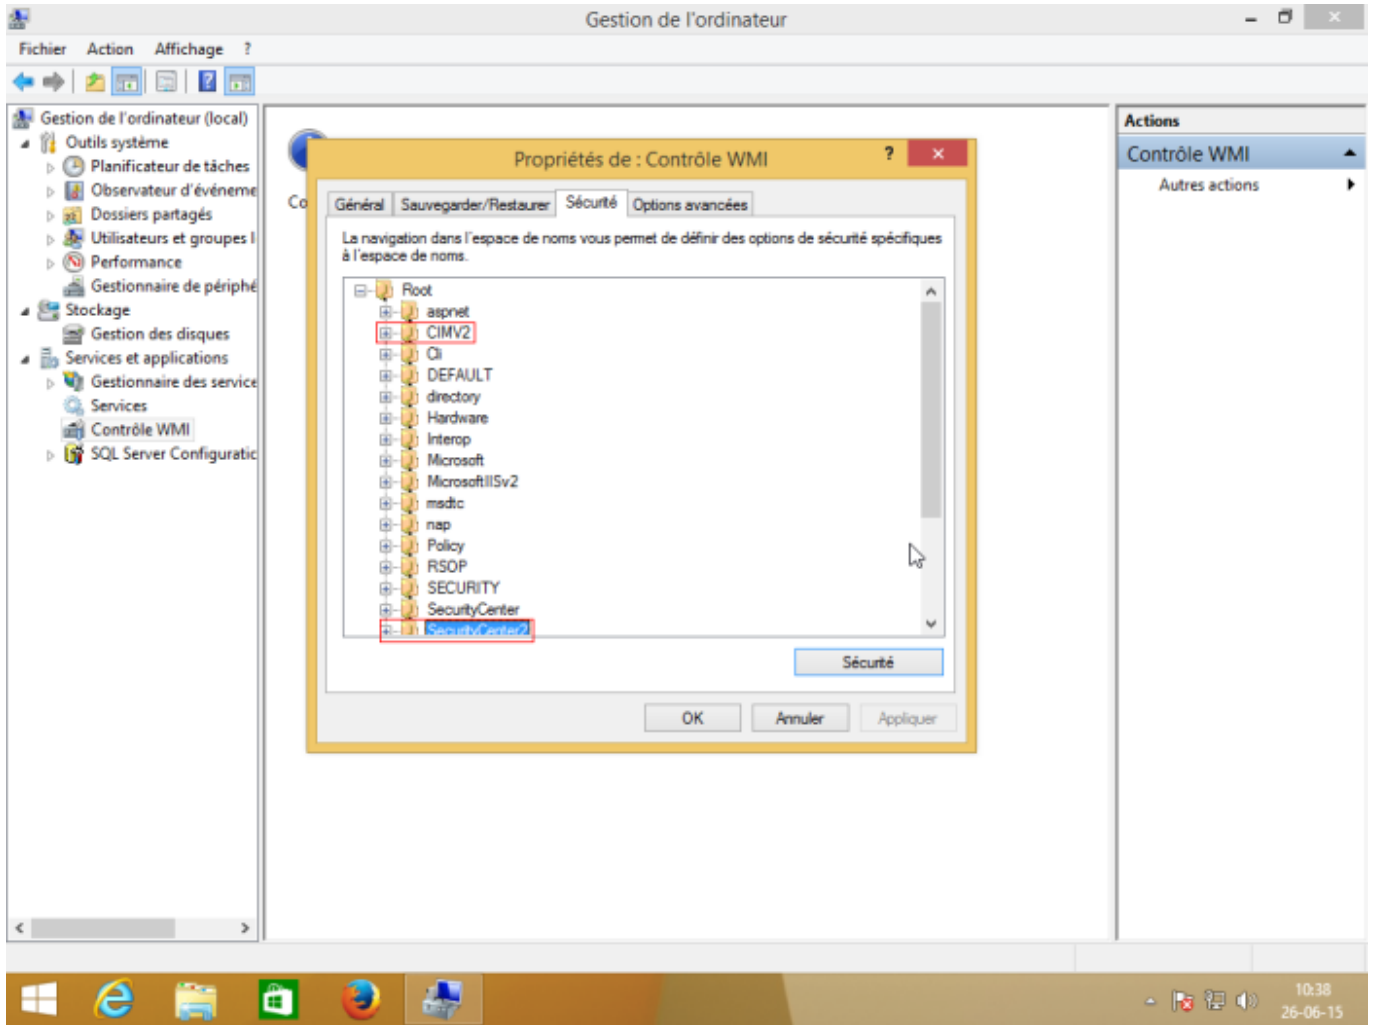 Gestion de l'ordinateur
Fichier Action Affichage ?
Gestion de l'ordinateur (local)
Outils système
Planificateur de tâches
Observateur d'événeme
Dossiers partagés
Utilisateurs et groupes l
Performance
Gestionnaire de périphé
Stockage
Gestion des disques
Services et applications
Gestionnaire des service
Services
Contrôle WMI
SQL Server Configuratic
Co
Propriétés de : Contrôle WMI
?
Général Sauvegarder/Restaurer Sécurité Options avancées
La navigation dans l'espace de noms vous permet de définir des options de sécurité spécifiques
à l'espace de noms.
Root
aspnet
CIMV2
Cli
DEFAULT
directory
Hardware
Interop
Microsoft
MicrosoftIISv2
msdtc
nap
Policy
RSOP
SECURITY
SecurityCenter
SecurityCenter2
Sécurité
OK Annuler Appliquer
Actions
Contrôle WMI
Autres actions
10:38
26-06-15